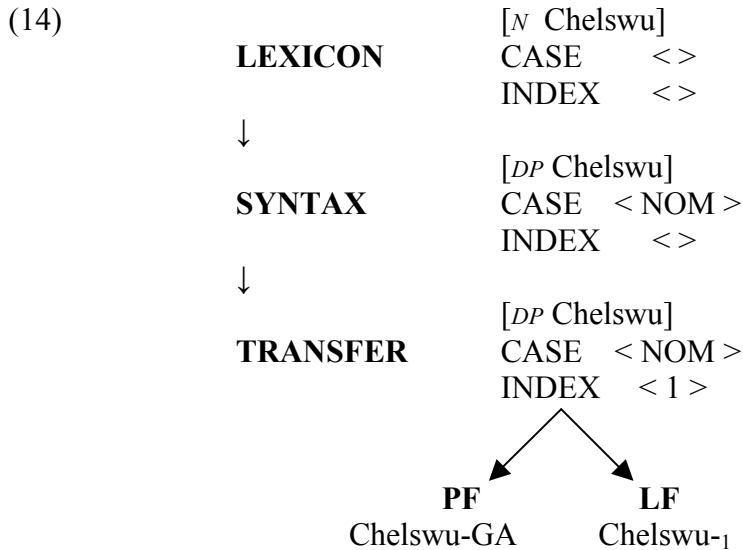 (14) [N Chelswu]
LEXICON CASE < >
INDEX < >
↓
[DP Chelswu]
SYNTAX CASE < NOM >
INDEX < >
↓
[DP Chelswu]
TRANSFER CASE < NOM >
INDEX < 1 >
PF LF
Chelswu-GA Chelswu-1